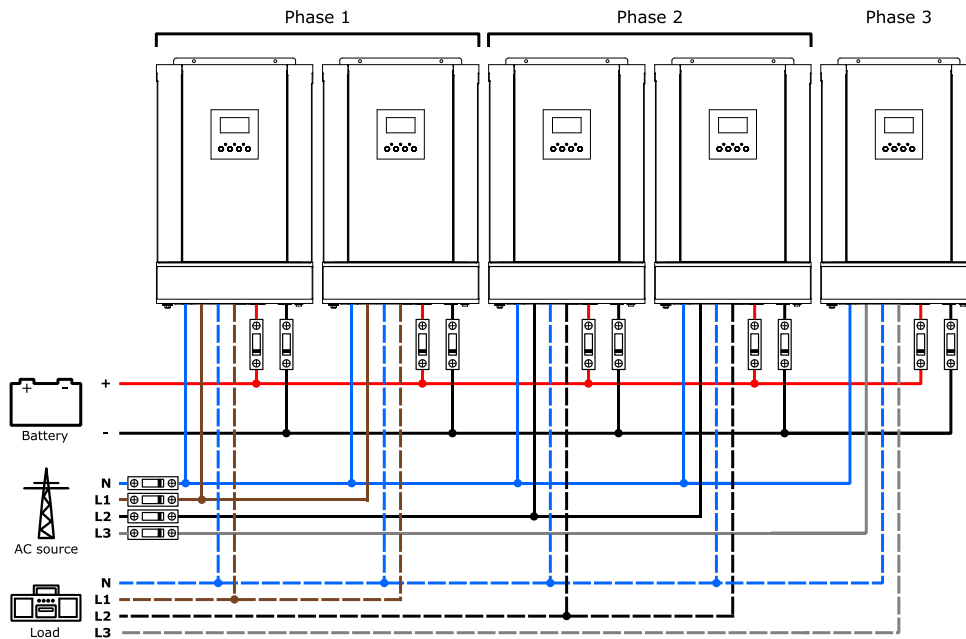 Phase 1
Phase 2
Phase 3
+ -
+
Battery
-
N
L1
L2
L3
AC source
N
L1
L2
L3
Load